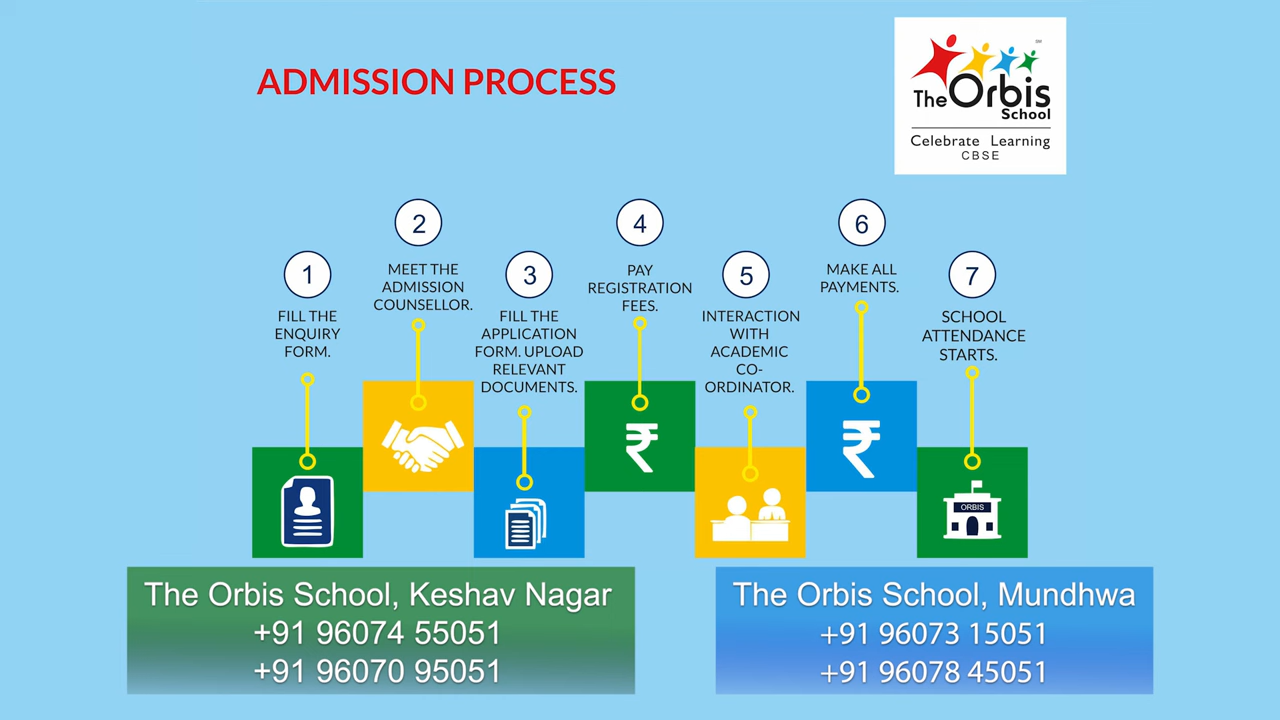 ADMISSION PROCESS
The Orbis
School
Celebrate Learning
CBSE
1
FILL THE
ENQUIRY
FORM.
2
MEET THE
ADMISSION
COUNSELLOR.
3
FILL THE
APPLICATION
FORM. UPLOAD
RELEVANT
DOCUMENTS.
4
PAY
REGISTRATION
FEES.
5
INTERACTION
WITH
ACADEMIC
CO-
ORDINATOR.
6
MAKE ALL
PAYMENTS.
7
SCHOOL
ATTENDANCE
STARTS.
₹
₹
ORBIS
The Orbis School, Keshav Nagar
+91 96074 55051
+91 96070 95051
The Orbis School, Mundhwa
+91 96073 15051
+91 96078 45051